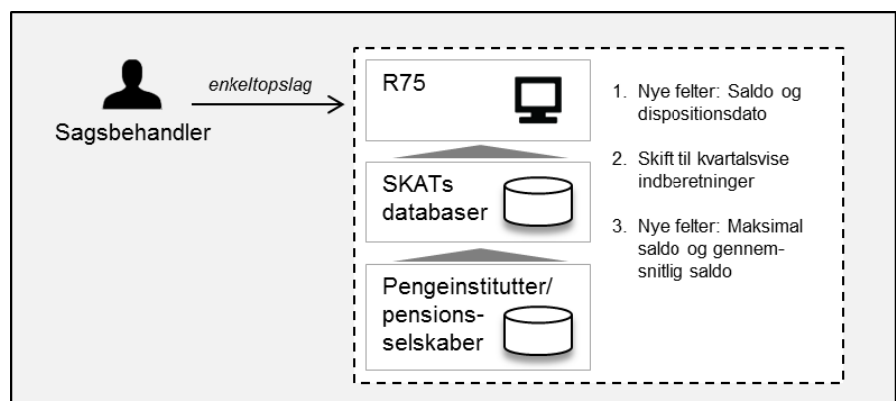 enkeltopslag
Sagsbehandler
R75
SKATs
databaser
Pengeinstitutter/
pensions-
selskaber
1. Nye felter: Saldo og
dispositionsdato
2. Skift til kvartalsvise
indberetninger
3. Nye felter: Maksimal
saldo og gennem-
snitlig saldo